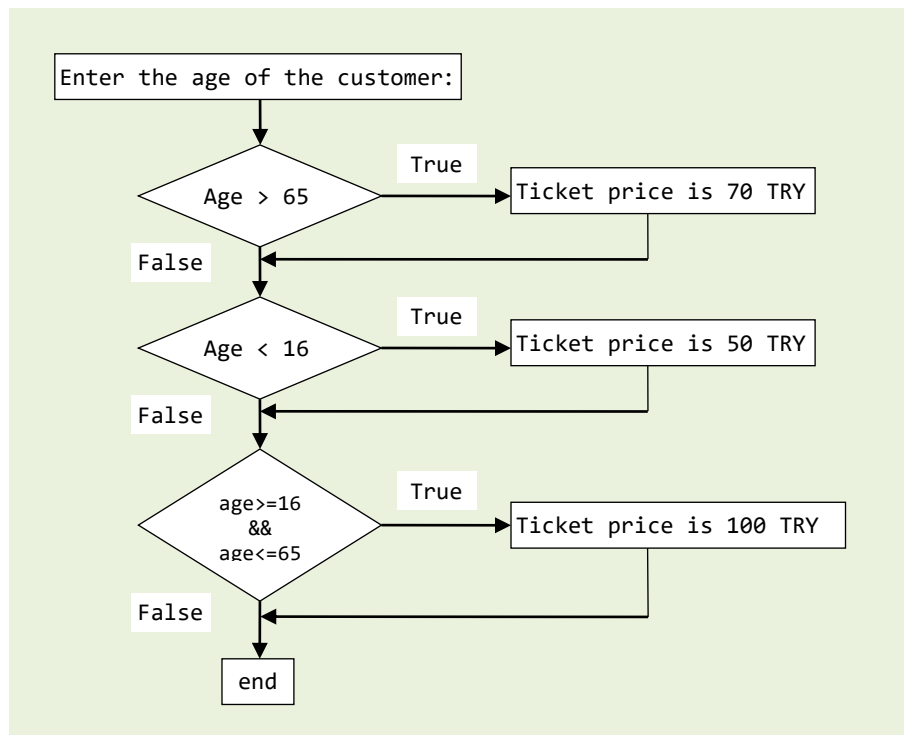 Enter the age of the customer:
True
Age > 65
Ticket price is 70 TRY
False
True
Age < 16
Ticket price is 50 TRY
False
True
age>=16
&&
age<=65
Ticket price is 100 TRY
False
end